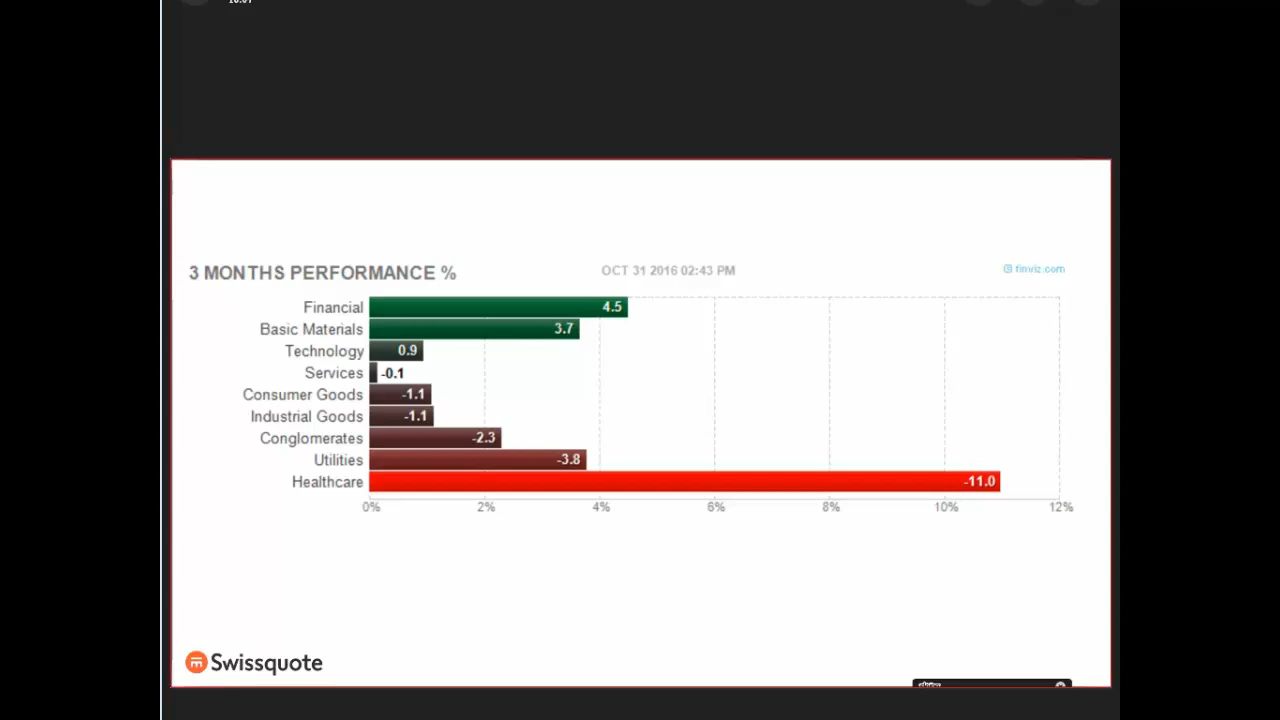 3 MONTHS PERFORMANCE % OCT 31 2016 02:43 PM finviz.com
Financial 4.5
Basic Materials 3.7
Technology 0.9
Services -0.1
Consumer Goods -1.1
Industrial Goods -1.1
Conglomerates -2.3
Utilities -3.8
Healthcare -11.0
0% 2% 4% 6% 8% 10% 12%
Swissquote